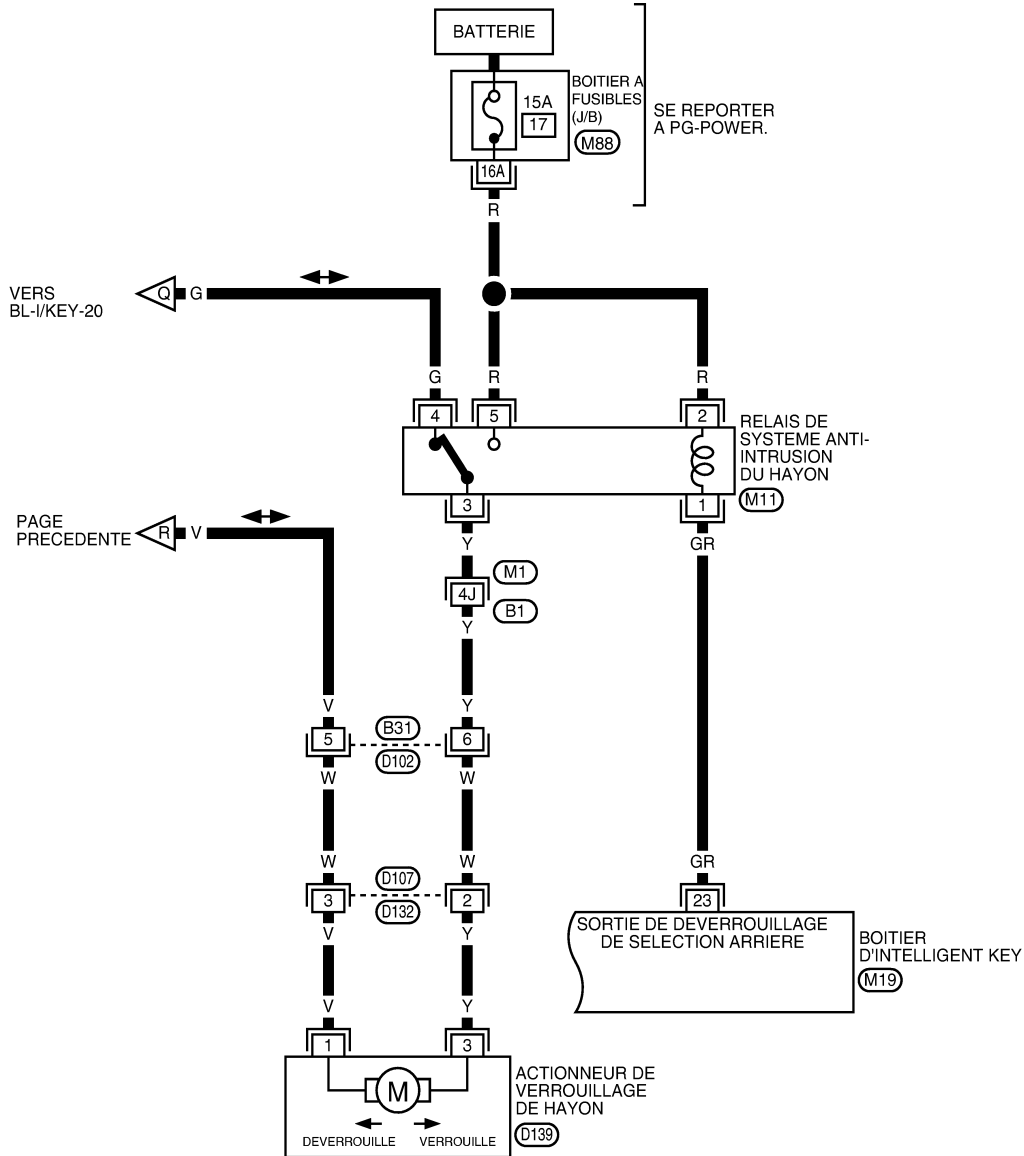 BATTERIE
BOITIER A
FUSIBLES
(J/B)
15A
17
M88
SE REPORTER
A PG-POWER.
16A
R
VERS
BL-I/KEY-20
Q
G
G
R
R
4
5
2
RELAIS DE
SYSTEME ANTI-
INTRUSION
DU HAYON
M11
3
1
PAGE
PRECEDENTE
R
V
Y
GR
M1
4J
B1
Y
V
Y
5
B31
6
D102
W
W
W
W
GR
3
D107
2
23
D132
V
Y
SORTIE DE DEVERROUILLAGE
DE SELECTION ARRIERE
BOITIER
D'INTELLIGENT KEY
M19
V
Y
1
3
M
ACTIONNEUR DE
VERROUILLAGE
DE HAYON
D139
DEVERROUILLE
VERROUILLE